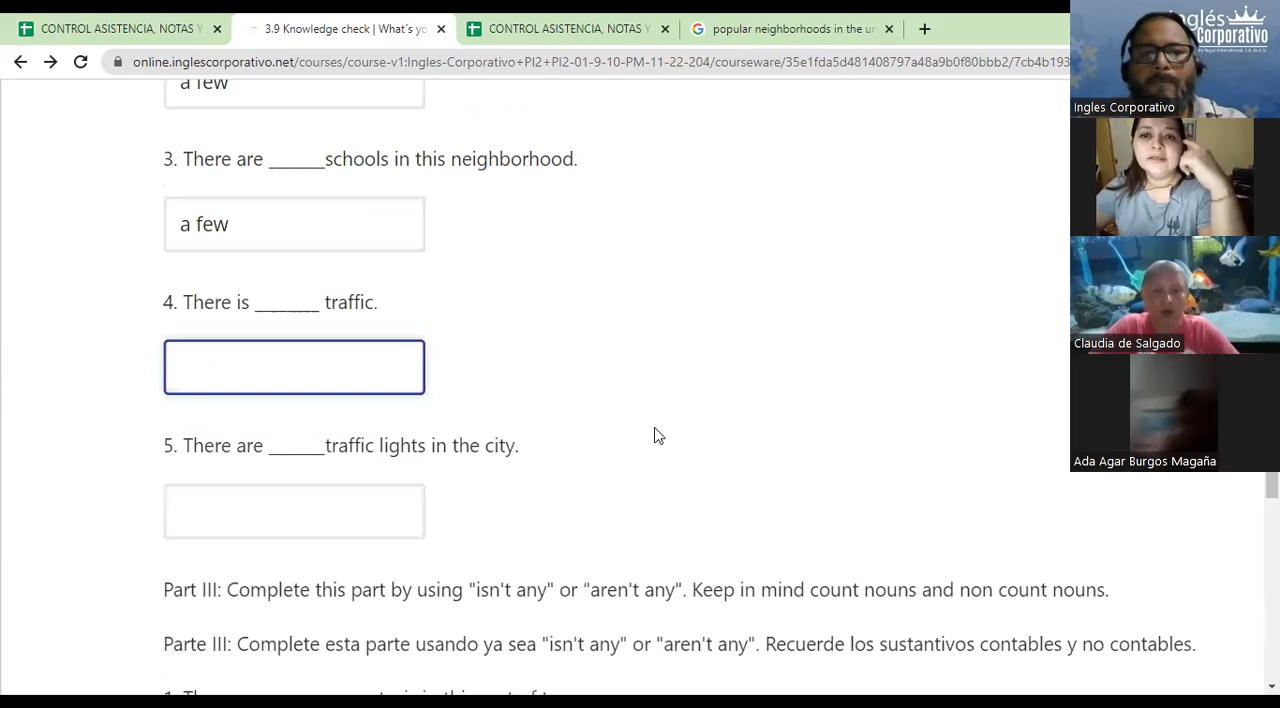 CONTROL ASISTENCIA, NOTAS Y
3.9 Knowledge check | What's yo
CONTROL ASISTENCIA, NOTAS Y
popular neighborhoods in the ur
online.inglescorporativo.net/courses/course-v1:Ingles-Corporativo+PI2+PI2-01-9-10-PM-11-22-204/courseware/
inglés
Corporativo
Ingles Corporativo
a few
3. There are ______schools in this neighborhood.
a few
4. There is _______ traffic.
Claudia de Salgado
5. There are ______traffic lights in the city.
Ada Agar Burgos Magaña
Part III: Complete this part by using "isn't any" or "aren't any". Keep in mind count nouns and non count nouns.
Parte III: Complete esta parte usando ya sea "isn't any" or "aren't any". Recuerde los sustantivos contables y no contables.